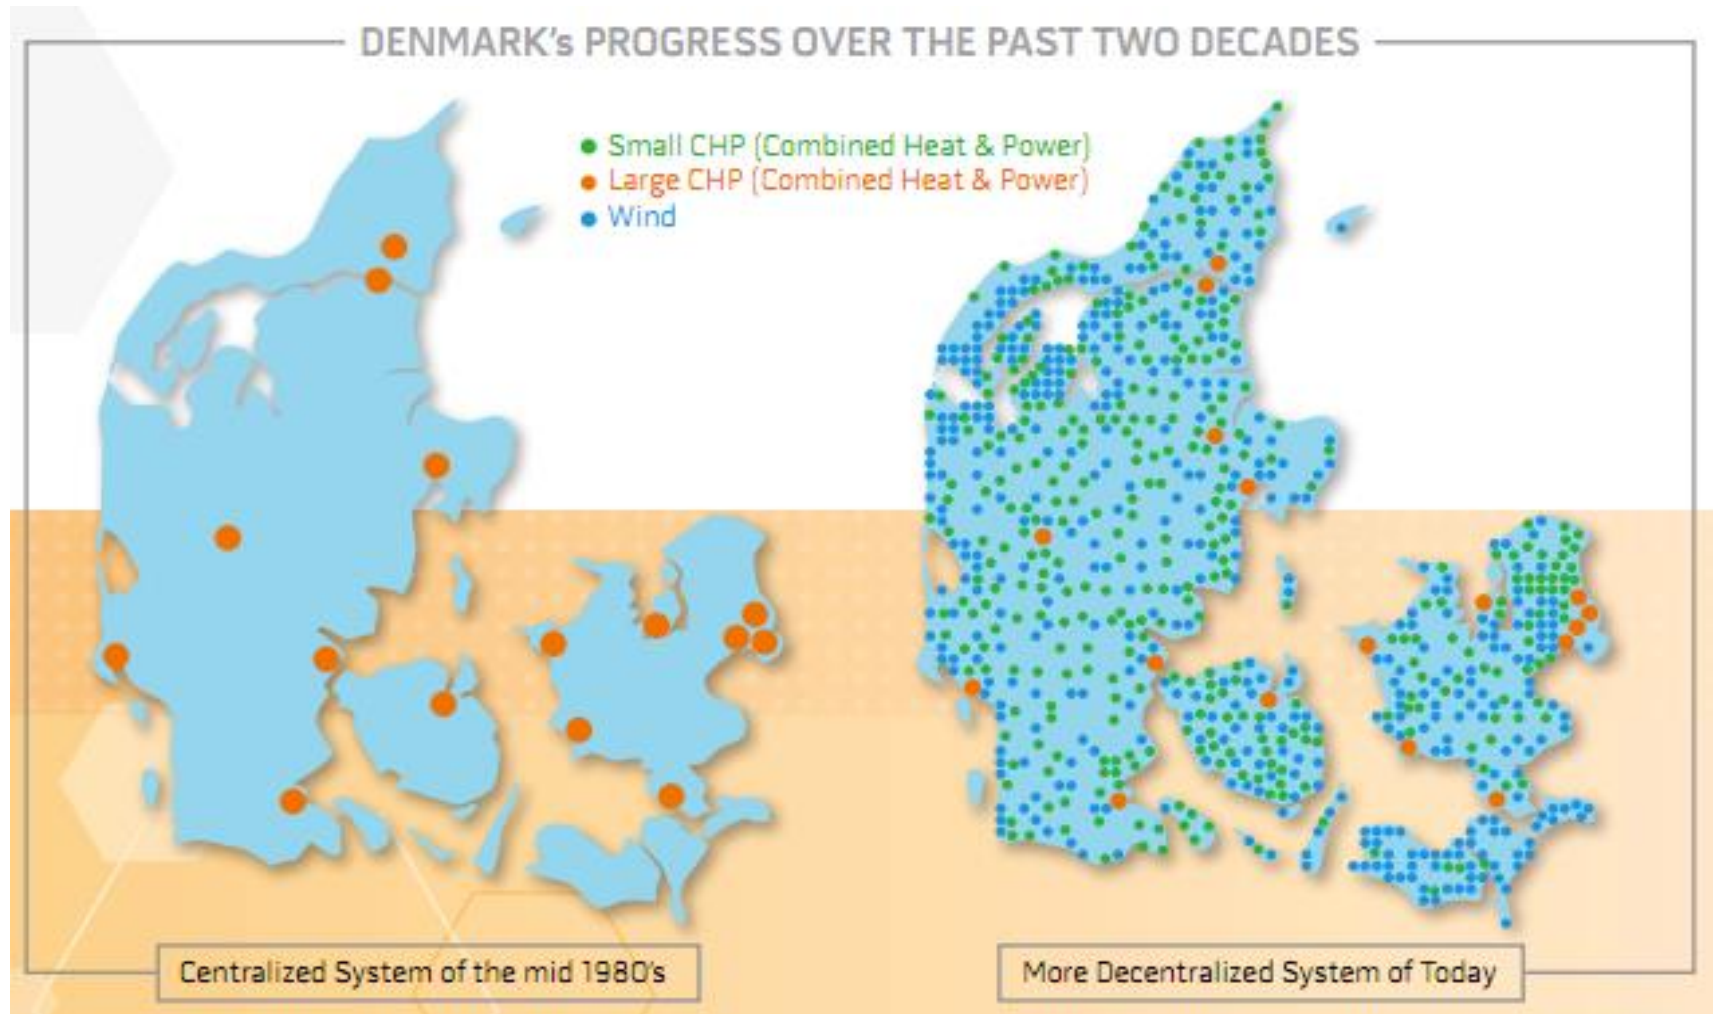 DENMARK's PROGRESS OVER THE PAST TWO DECADES
Small CHP (Combined Heat & Power)
Large CHP (Combined Heat & Power)
Wind
Centralized System of the mid 1980's
More Decentralized System of Today